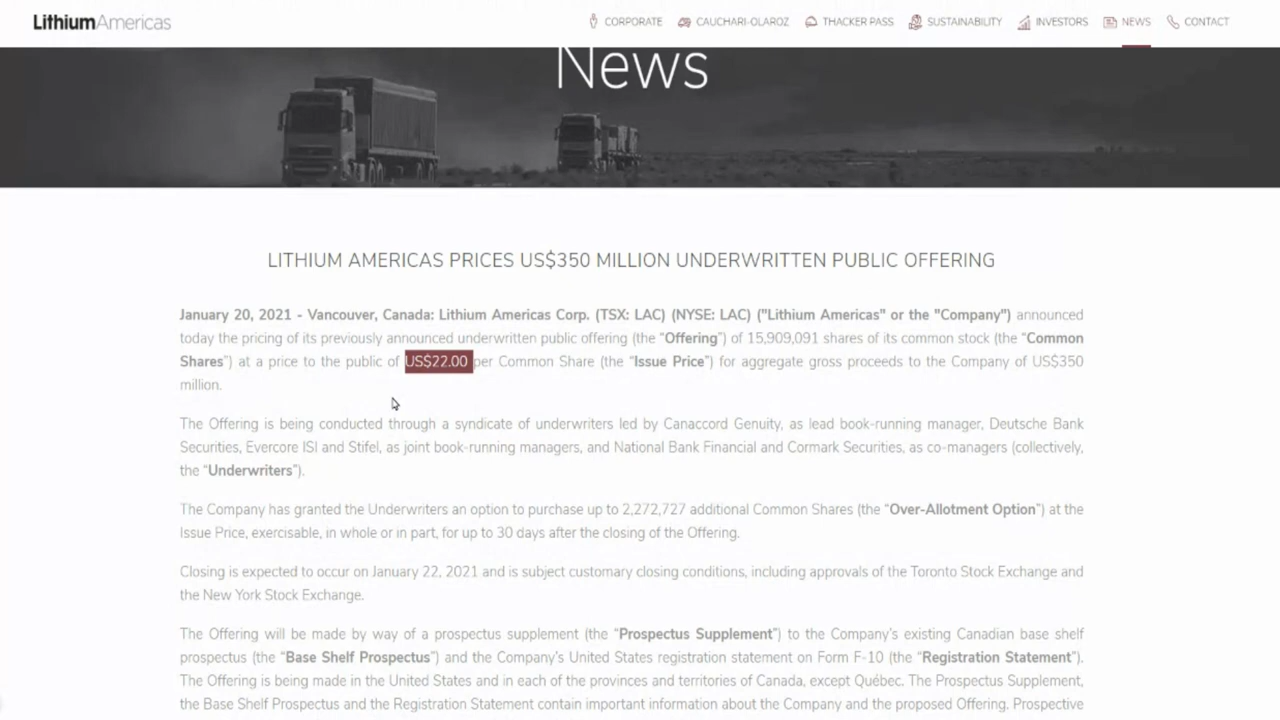 LithiumAmericas
CORPORATE
CAUCHARI-OLAROZ
THACKER PASS
SUSTAINABILITY
INVESTORS
NEWS
CONTACT
News
LITHIUM AMERICAS PRICES US$350 MILLION UNDERWRITTEN PUBLIC OFFERING
January 20, 2021 - Vancouver, Canada: Lithium Americas Corp. (TSX: LAC) (NYSE: LAC) ("Lithium Americas" or the "Company") announced
today the pricing of its previously announced underwritten public offering (the “Offering”) of 15,909,091 shares of its common stock (the “Common
Shares”) at a price to the public of US$22.00 per Common Share (the “Issue Price”) for aggregate gross proceeds to the Company of US$350
million.
The Offering is being conducted through a syndicate of underwriters led by Canaccord Genuity, as lead book-running manager, Deutsche Bank
Securities, Evercore ISI and Stifel, as joint book-running managers, and National Bank Financial and Cormark Securities, as co-managers (collectively,
the “Underwriters”).
The Company has granted the Underwriters an option to purchase up to 2,272,727 additional Common Shares (the “Over-Allotment Option”) at the
Issue Price, exercisable, in whole or in part, for up to 30 days after the closing of the Offering.
Closing is expected to occur on January 22, 2021 and is subject customary closing conditions, including approvals of the Toronto Stock Exchange and
the New York Stock Exchange.
The Offering will be made by way of a prospectus supplement (the “Prospectus Supplement”) to the Company’s existing Canadian base shelf
prospectus (the “Base Shelf Prospectus”) and the Company’s United States registration statement on Form F-10 (the “Registration Statement”).
The Offering is being made in the United States and in each of the provinces and territories of Canada, except Québec. The Prospectus Supplement,
the Base Shelf Prospectus and the Registration Statement contain important information about the Company and the proposed Offering. Prospective